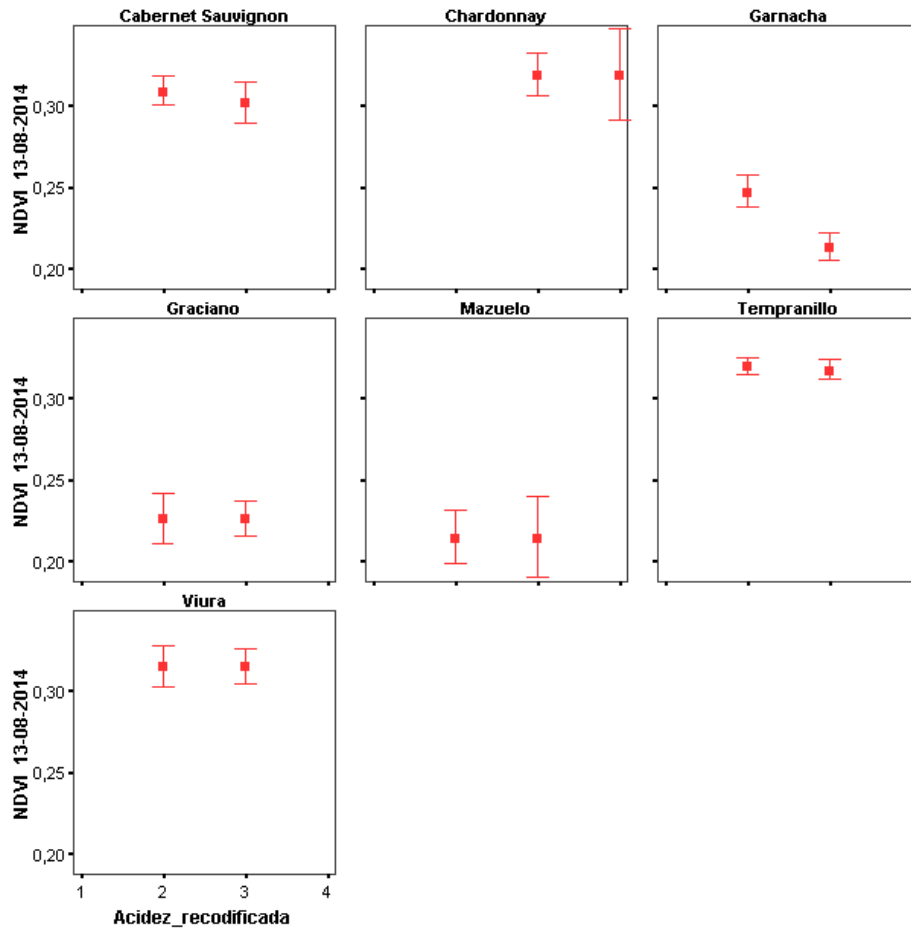 Cabernet Sauvignon
Chardonnay
Garnacha
NDVI 13-08-2014
0,30
0,25
0,20
Graciano
Mazuelo
Tempranillo
NDVI 13-08-2014
0,30
0,25
0,20
Viura
NDVI 13-08-2014
0,30
0,25
0,20
1 2 3 4
Acidez_recodificada